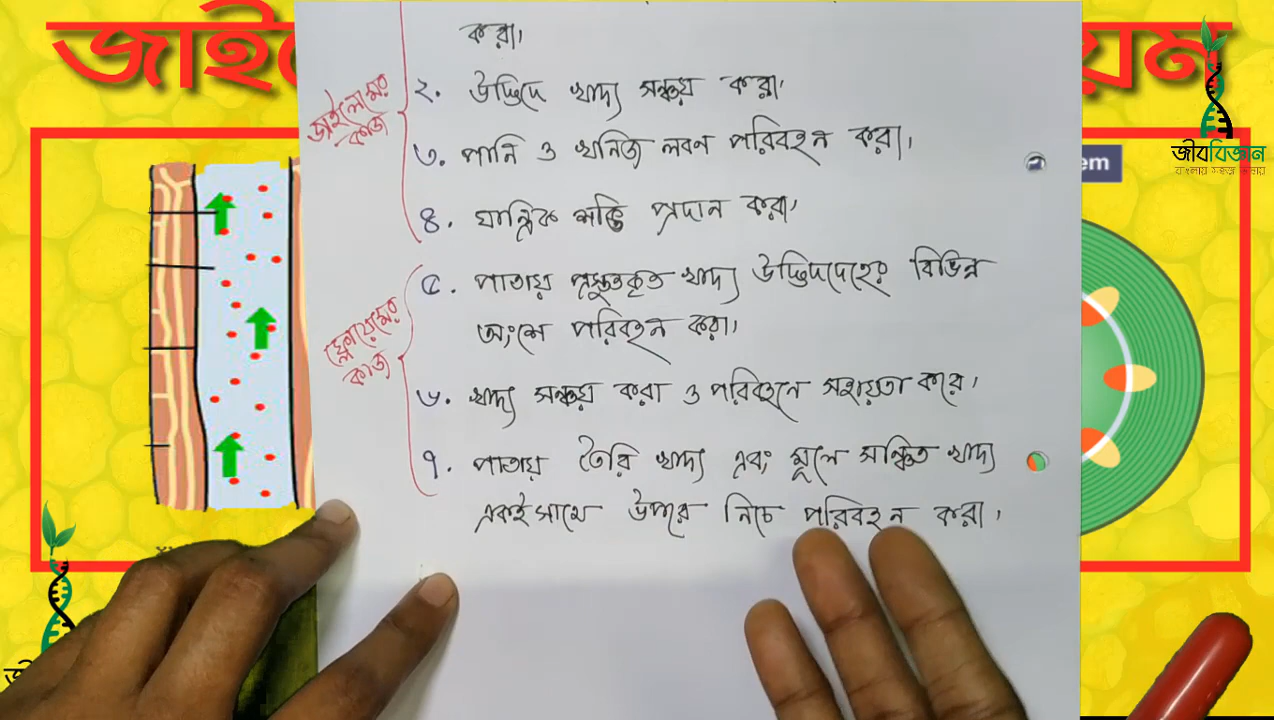 জাই
য়ম
করা।
জাইলেমের
কাজ
২. উদ্ভিদে খাদ্য সঞ্চয় করা।
৩. পানি ও খনিজ লবণ পরিবহন করা।
৪. যান্ত্রিক শক্তি প্রদান করা।
ফ্লোয়েমের
কাজ
৫. পাতায় প্রস্তুতকৃত খাদ্য উদ্ভিদদেহের বিভিন্ন
অংশে পরিবহন করা।
৬. খাদ্য সঞ্চয় করা ও পরিবহনে সহায়তা করে।
৭. পাতায় তৈরি খাদ্য এবং মূলে সঞ্চিত খাদ্য
একইসাথে উপরে নিচে পরিবহন করা।
জীববিজ্ঞান
বাংলায় সহজ ভাষায়
em